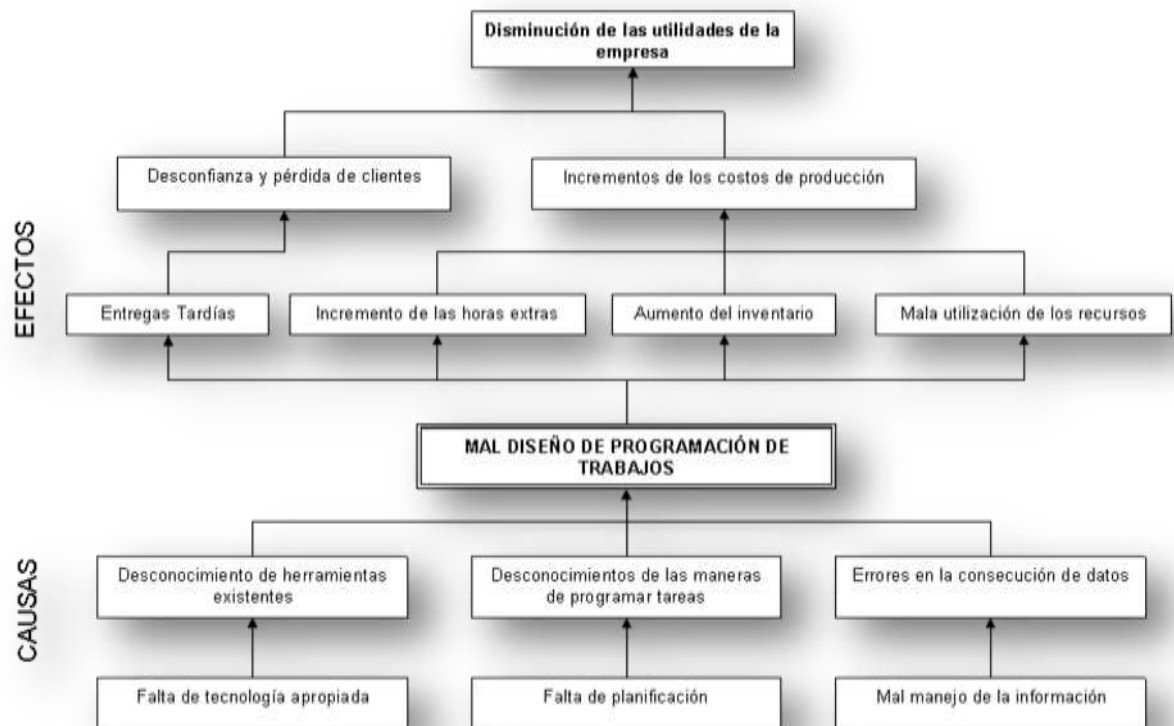 Disminución de las utilidades de la
empresa
Desconfianza y pérdida de clientes
Incrementos de los costos de producción
EFECTOS
Entregas Tardías
Incremento de las horas extras
Aumento del inventario
Mala utilización de los recursos
MAL DISEÑO DE PROGRAMACIÓN DE
TRABAJOS
CAUSAS
Desconocimiento de herramientas
existentes
Desconocimientos de las maneras
de programar tareas
Errores en la consecución de datos
Falta de tecnología apropiada
Falta de planificación
Mal manejo de la información